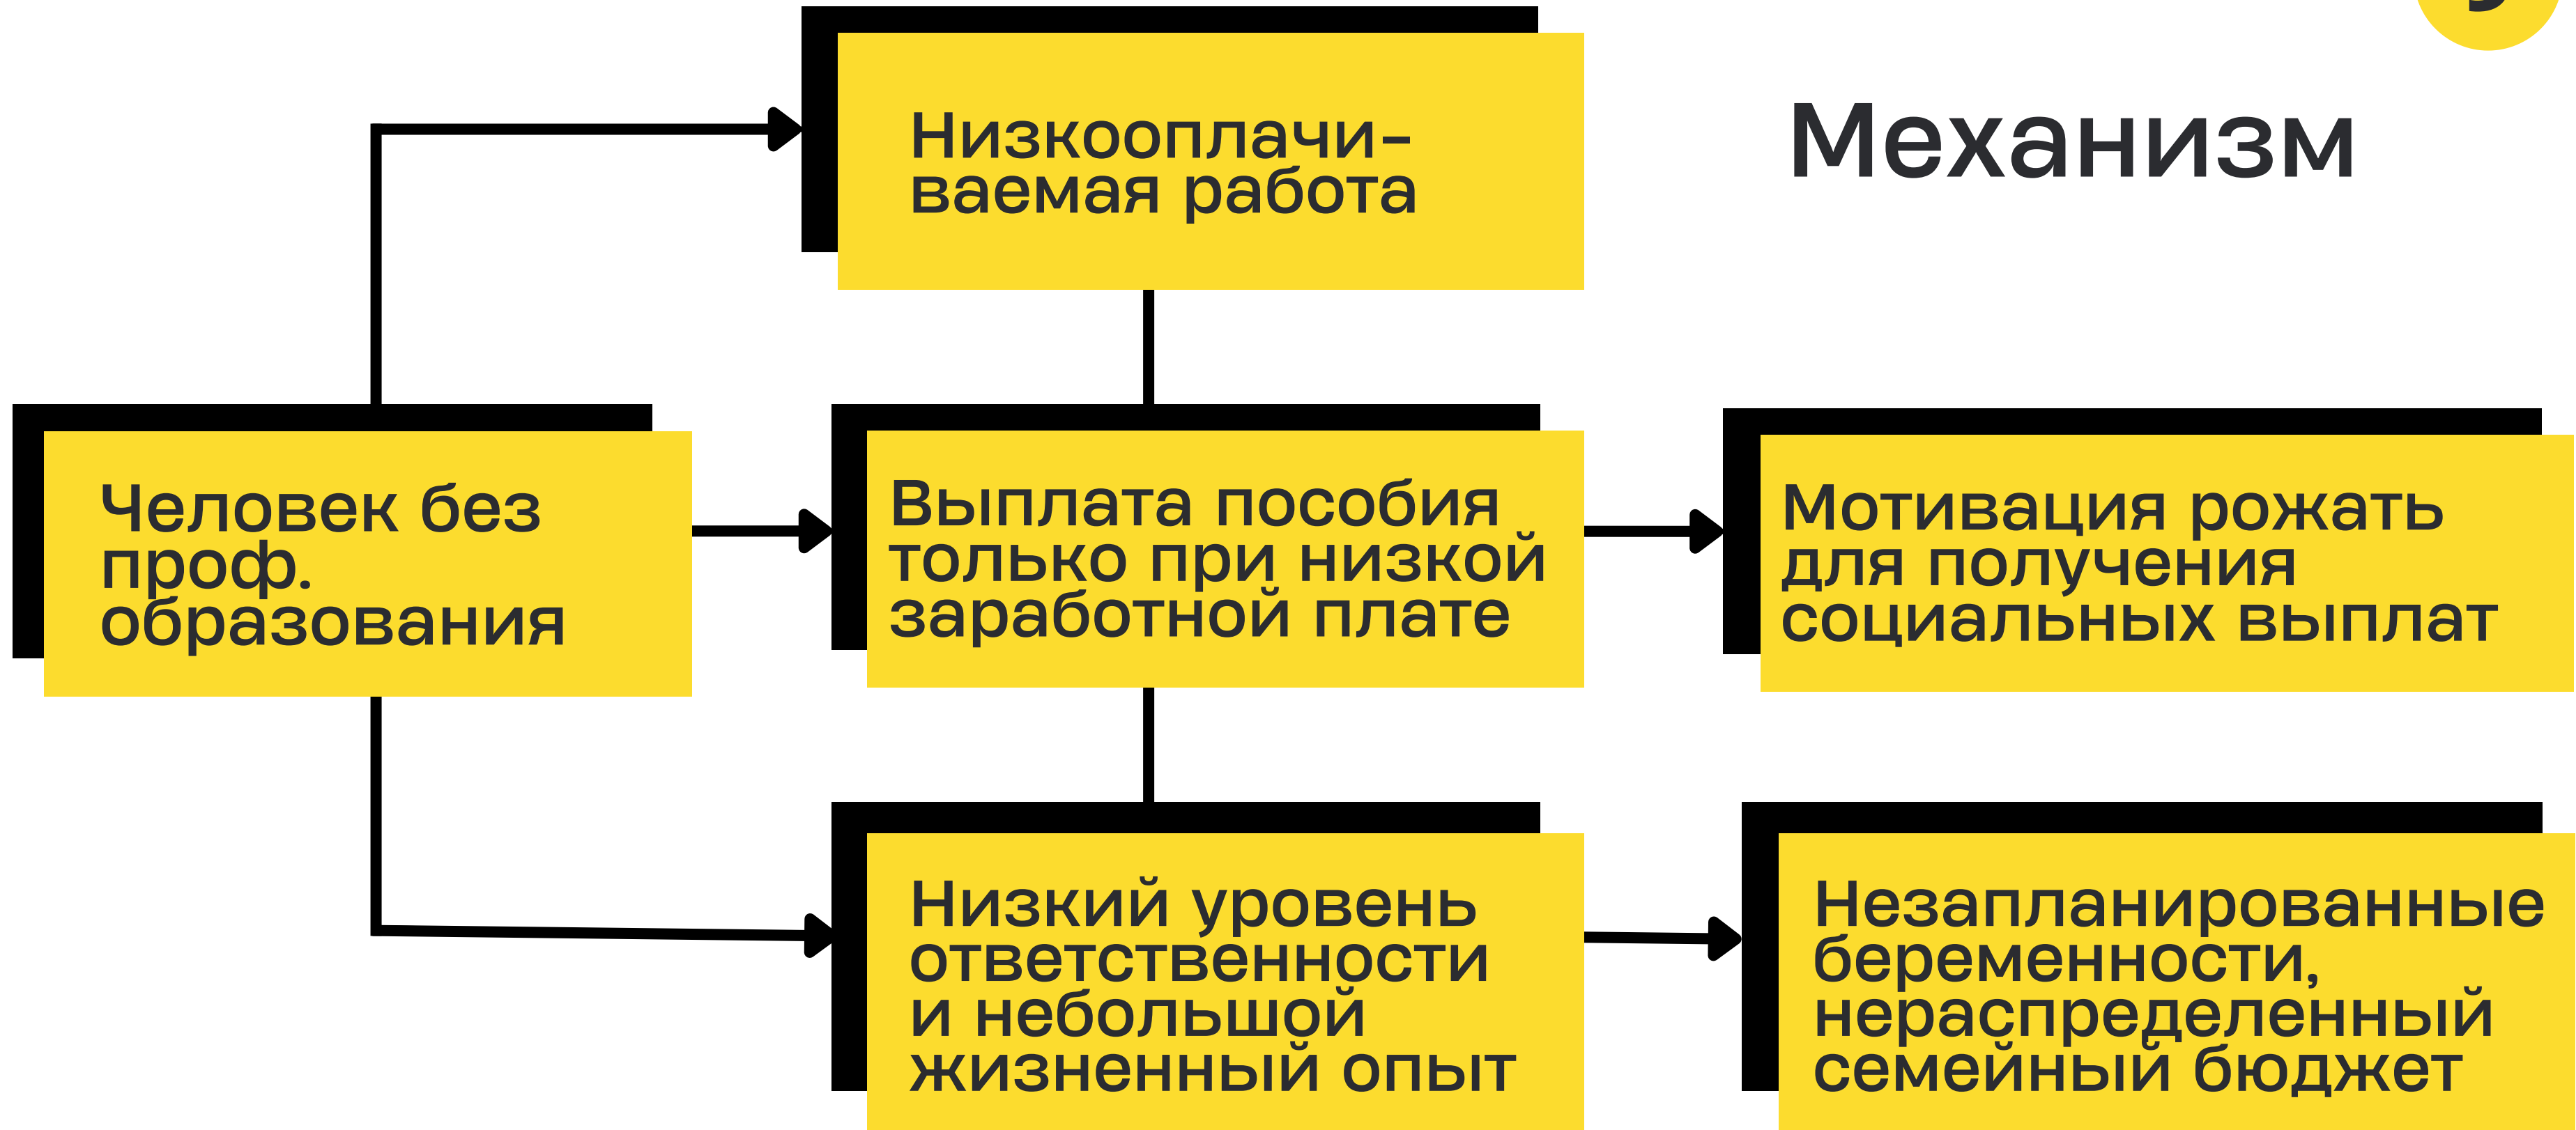 Механизм
Низкооплачи-
ваемая работа
Человек без
проф.
образования
Выплата пособия
только при низкой
заработной плате
Мотивация рожать
для получения
социальных выплат
Низкий уровень
ответственности
и небольшой
жизненный опыт
Незапланированные
беременности,
нераспределенный
семейный бюджет